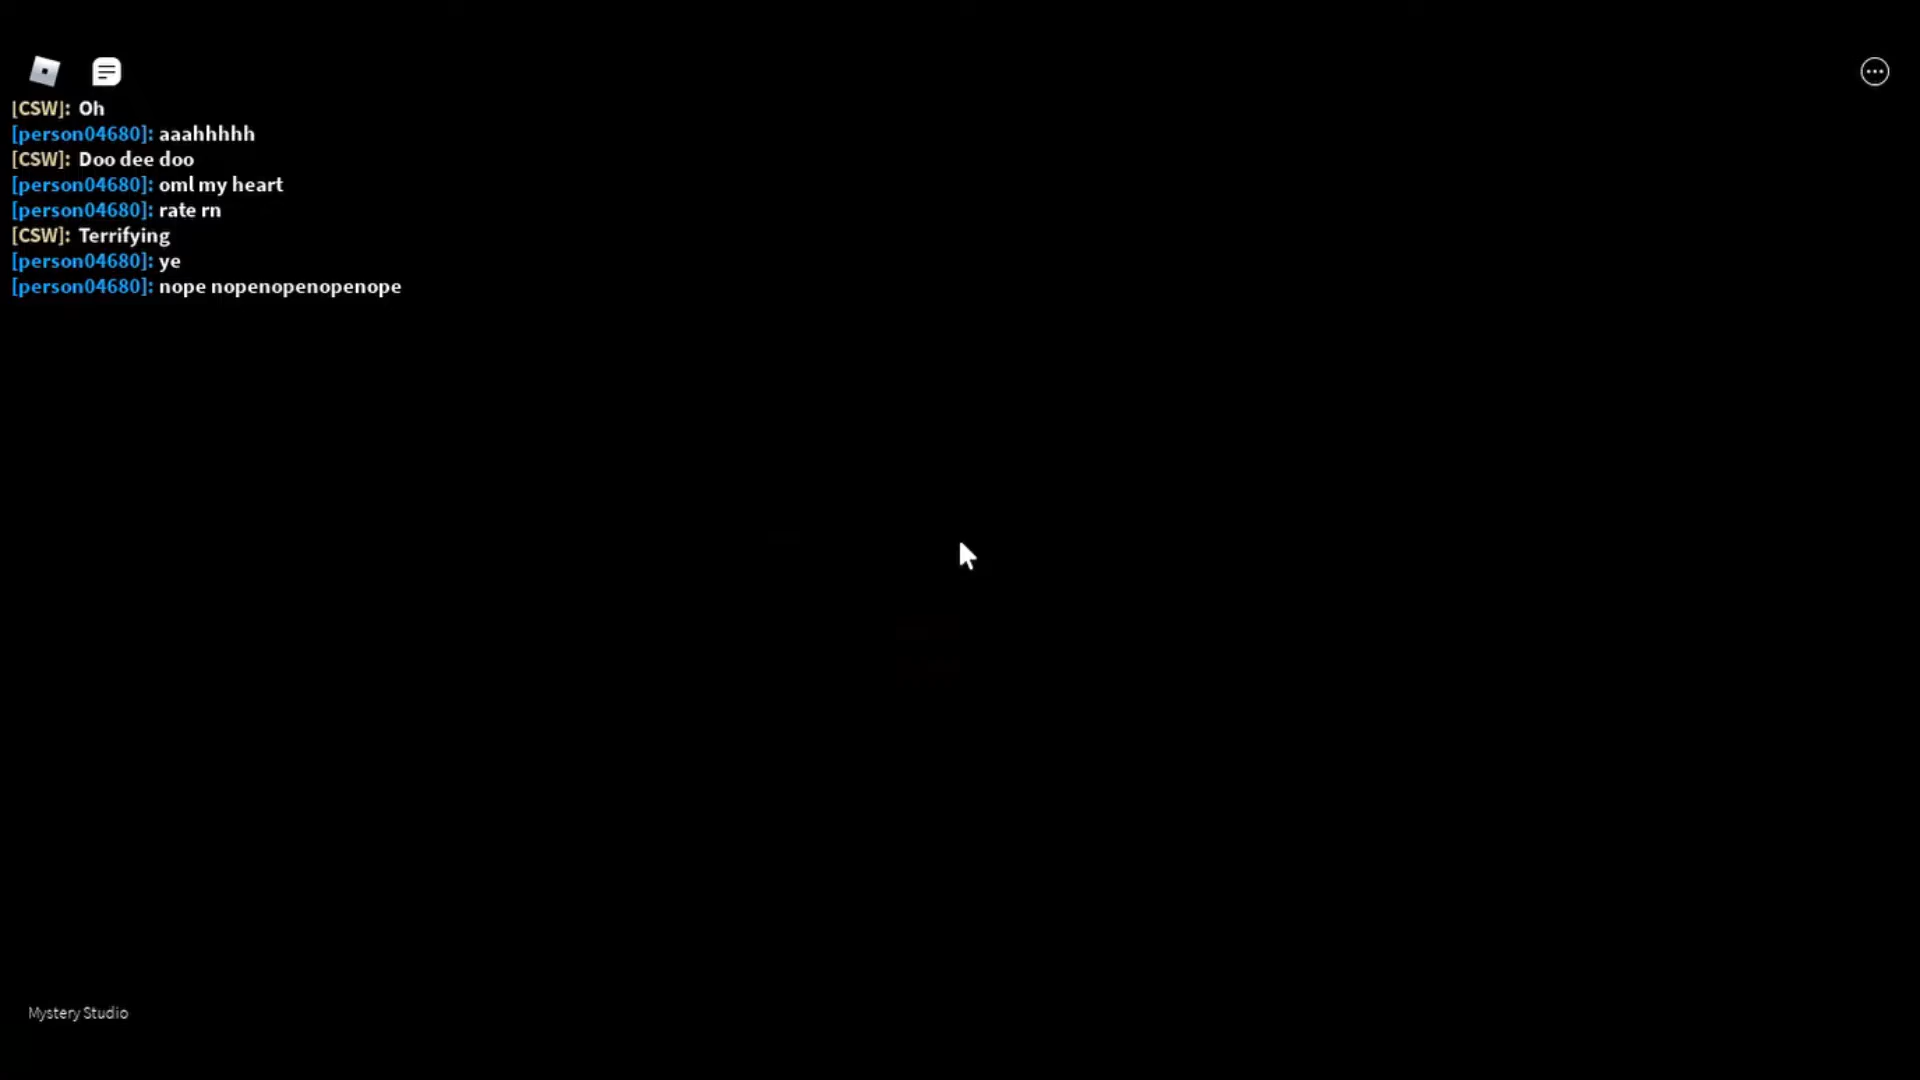 [CSW]: Oh
[person04680]: aaahhhhh
[CSW]: Doo dee doo
[person04680]: oml my heart
[person04680]: rate rn
[CSW]: Terrifying
[person04680]: ye
[person04680]: nope nopenopenopenope
Mystery Studio